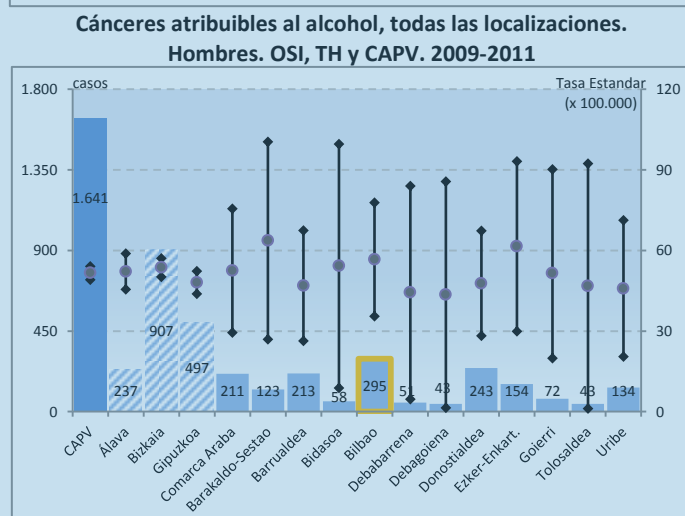 Cánceres atribuibles al alcohol, todas las localizaciones.
Hombres. OSI, TH y CAPV. 2009-2011
casos
Tasa Estandar
(x 100.000)
1.800
1.350
900
450
0
120
90
60
30
0
1.641
237
907
497
211
123
213
58
295
51
43
243
154
72
43
134
CAPV
Álava
Bizkaia
Gipuzkoa
Comarca Araba
Barakaldo-Sestao
Barrualdea
Bidasoa
Bilbao
Debabarrena
Debagoiena
Donostialdea
Ezker-Enkart.
Goierri
Tolosaldea
Uribe